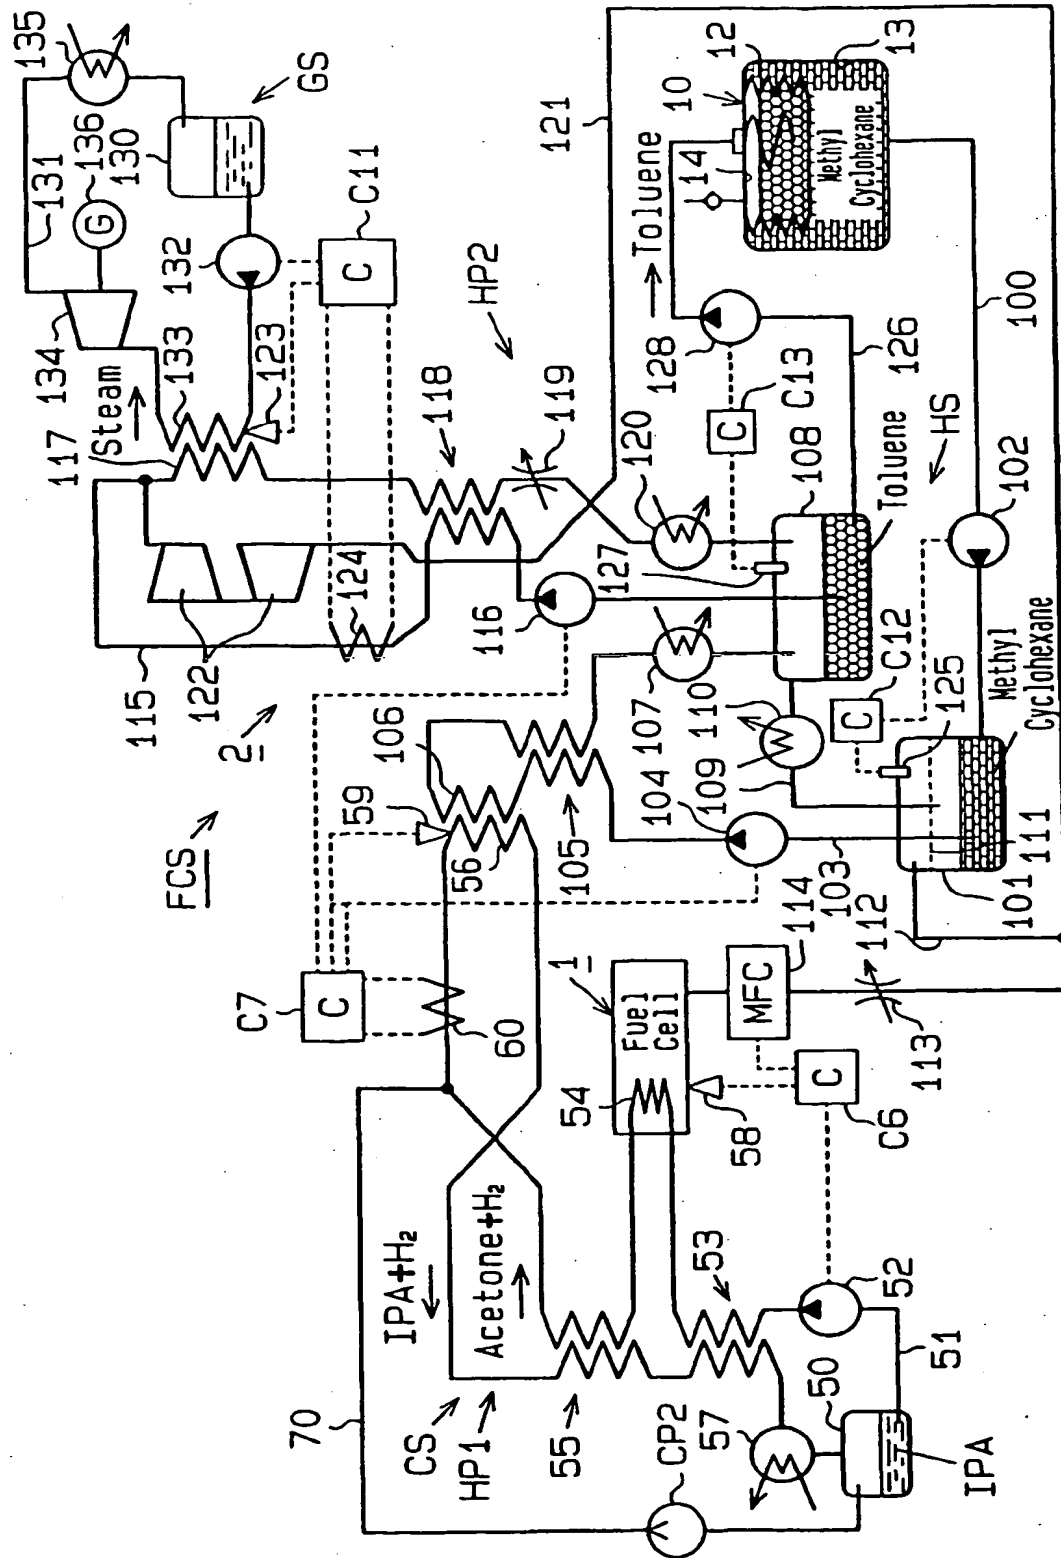 FCS
2
GS
135
136
130
131
G
132
134
133
Steam
117
123
C11
C
HP2
118
119
124
122
115
116
120
127
107
110
109
106
59
56
105
104
103
C7
C
60
121
12
13
10
14
Methyl
Cyclohexane
Toluene
128
C13
C
108
126
100
Toluene
HS
102
C12
C
125
Methyl
Cyclohexane
111
101
112
114
MFC
113
1
Fuel
Cell
54
58
C
C6
IPA+H₂
Acetone+H₂
53
52
51
50
57
IPA
55
CS
HP1
70
CP2